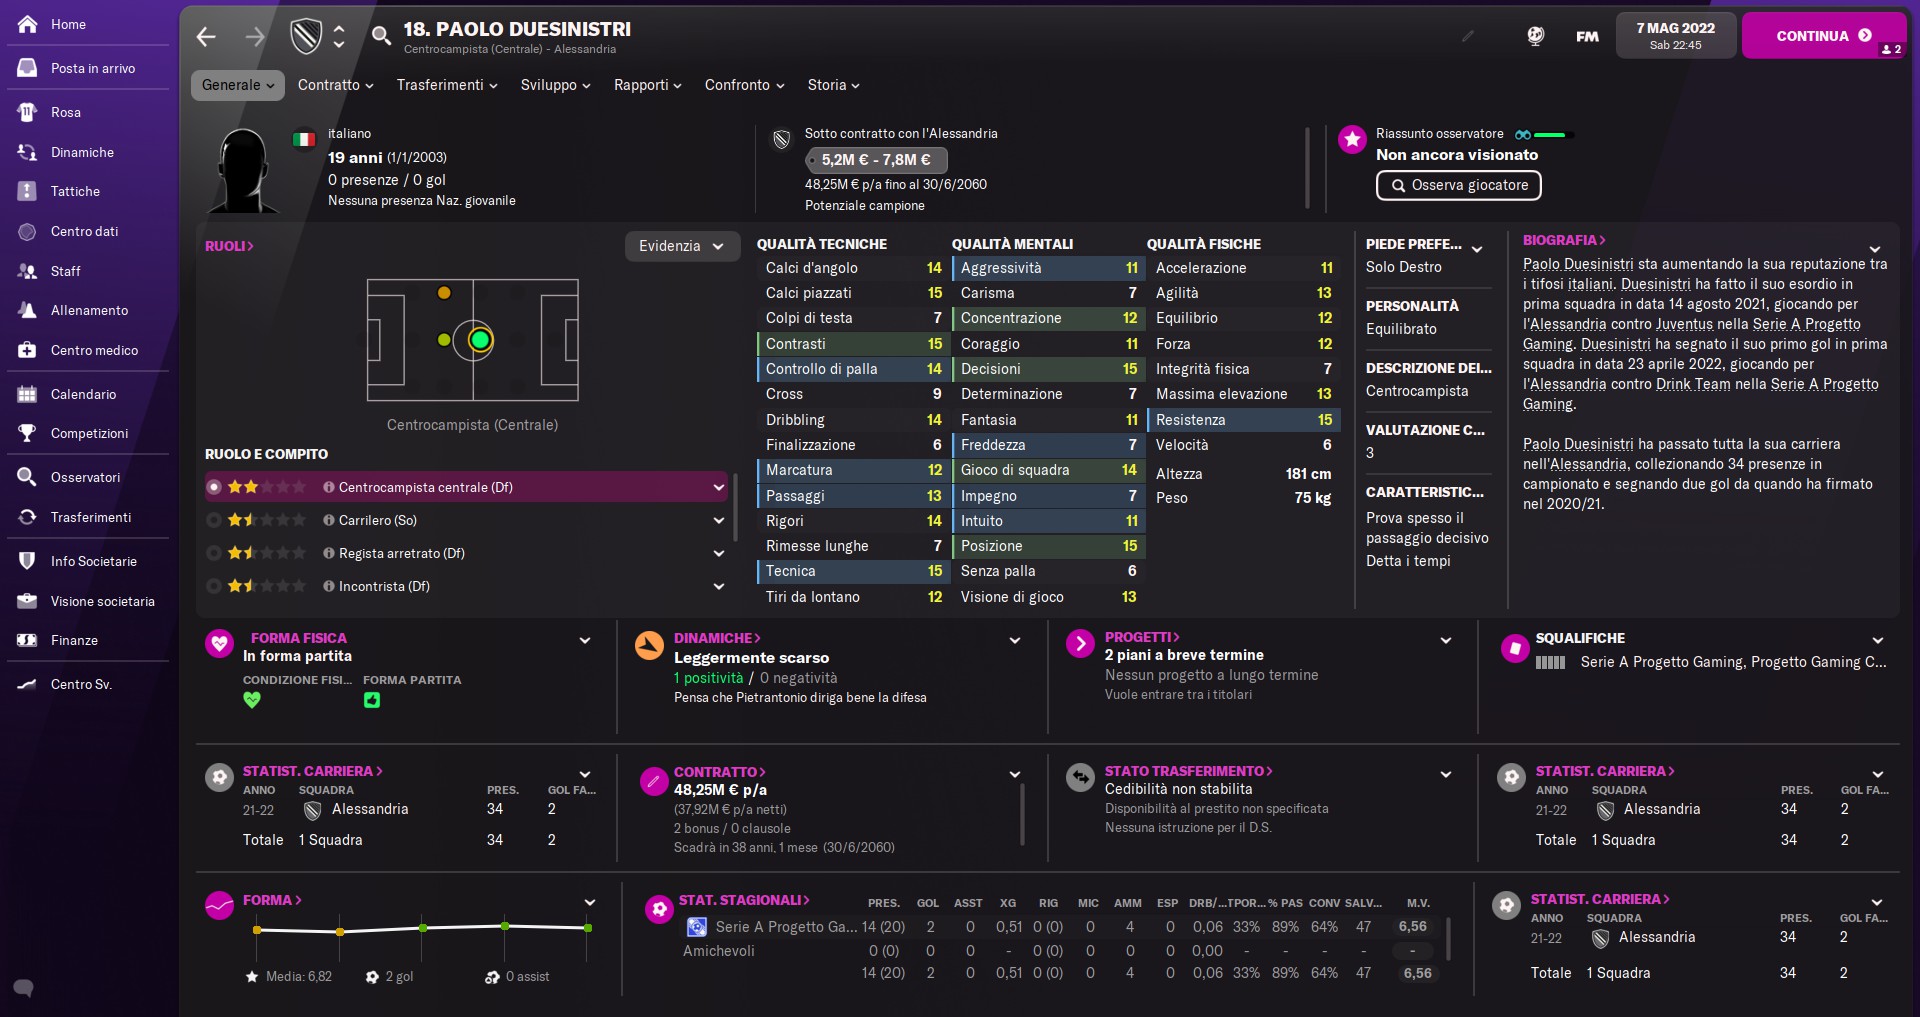 Home
Posta in arrivo
Rosa
Dinamiche
Tattiche
Centro dati
Staff
Allenamento
Centro medico
Calendario
Competizioni
Osservatori
Trasferimenti
Info Societarie
Visione societaria
Finanze
Centro Sv.
18. PAOLO DUESINISTRI
Centrocampista (Centrale) - Alessandria
FM
7 MAG 2022
Sab 22:45
CONTINUA
2
Generale
Contratto
Trasferimenti
Sviluppo
Rapporti
Confronto
Storia
italiano
19 anni (1/1/2003)
0 presenze / 0 gol
Nessuna presenza Naz. giovanile
Sotto contratto con l'Alessandria
5,2M € - 7,8M €
48,25M € p/a fino al 30/6/2060
Potenziale campione
Riassunto osservatore
Non ancora visionato
Osserva giocatore
RUOLI
Evidenzia
Centrocampista (Centrale)
RUOLO E COMPITO
Centrocampista centrale (Df)
Carrilero (So)
Regista arretrato (Df)
Incontrista (Df)
QUALITÀ TECNICHE
Calci d'angolo 14
Calci piazzati 15
Colpi di testa 7
Contrasti 15
Controllo di palla 14
Cross 9
Dribbling 14
Finalizzazione 6
Marcatura 12
Passaggi 13
Rigori 14
Rimesse lunghe 7
Tecnica 15
Tiri da lontano 12
QUALITÀ MENTALI
Aggressività 11
Carisma 7
Concentrazione 12
Coraggio 11
Decisioni 15
Determinazione 7
Fantasia 11
Freddezza 7
Gioco di squadra 14
Impegno 7
Intuito 11
Posizione 15
Senza palla 6
Visione di gioco 13
QUALITÀ FISICHE
Accelerazione 11
Agilità 13
Equilibrio 12
Forza 12
Integrità fisica 7
Massima elevazione 13
Resistenza 15
Velocità 6
Altezza 181 cm
Peso 75 kg
PIEDE PREFE...
Solo Destro
PERSONALITÀ
Equilibrato
DESCRIZIONE DEI...
Centrocampista
VALUTAZIONE C...
3
CARATTERISTIC...
Prova spesso il
passaggio decisivo
Detta i tempi
BIOGRAFIA
Paolo Duesinistri sta aumentando la sua reputazione tra
i tifosi italiani. Duesinistri ha fatto il suo esordio in
prima squadra in data 14 agosto 2021, giocando per
l'Alessandria contro Juventus nella Serie A Progetto
Gaming. Duesinistri ha segnato il suo primo gol in prima
squadra in data 23 aprile 2022, giocando per
l'Alessandria contro Drink Team nella Serie A Progetto
Gaming.
Paolo Duesinistri ha passato tutta la sua carriera
nell'Alessandria, collezionando 34 presenze in
campionato e segnando due gol da quando ha firmato
nel 2020/21.
FORMA FISICA
In forma partita
CONDIZIONE FISI... FORMA PARTITA
DINAMICHE
Leggermente scarso
1 positività / 0 negatività
Pensa che Pietrantonio diriga bene la difesa
PROGETTI
2 piani a breve termine
Nessun progetto a lungo termine
Vuole entrare tra i titolari
SQUALIFICHE
Serie A Progetto Gaming, Progetto Gaming C...
STATIST. CARRIERA
ANNO SQUADRA PRES. GOL FA...
21-22 Alessandria 34 2
Totale 1 Squadra 34 2
CONTRATTO
48,25M € p/a
(37,92M € p/a netti)
2 bonus / 0 clausole
Scadrà in 38 anni, 1 mese (30/6/2060)
STATO TRASFERIMENTO
Cedibilità non stabilita
Disponibilità al prestito non specificata
Nessuna istruzione per il D.S.
STATIST. CARRIERA
ANNO SQUADRA PRES. GOL FA...
21-22 Alessandria 34 2
Totale 1 Squadra 34 2
FORMA
Media: 6,82 2 gol 0 assist
STAT. STAGIONALI PRES. GOL ASST XG RIG MIC AMM ESP DRB/... TPOR... % PAS CONV SALV... M.V.
Serie A Progetto Ga... 14 (20) 2 0 0,51 0 (0) 0 4 0 0,06 33% 89% 64% 47 6,56
Amichevoli 0 (0) 0 0 - 0 (0) 0 0 0 0,00 - - - - -
14 (20) 2 0 0,51 0 (0) 0 4 0 0,06 33% 89% 64% 47 6,56
STATIST. CARRIERA
ANNO SQUADRA PRES. GOL FA...
21-22 Alessandria 34 2
Totale 1 Squadra 34 2